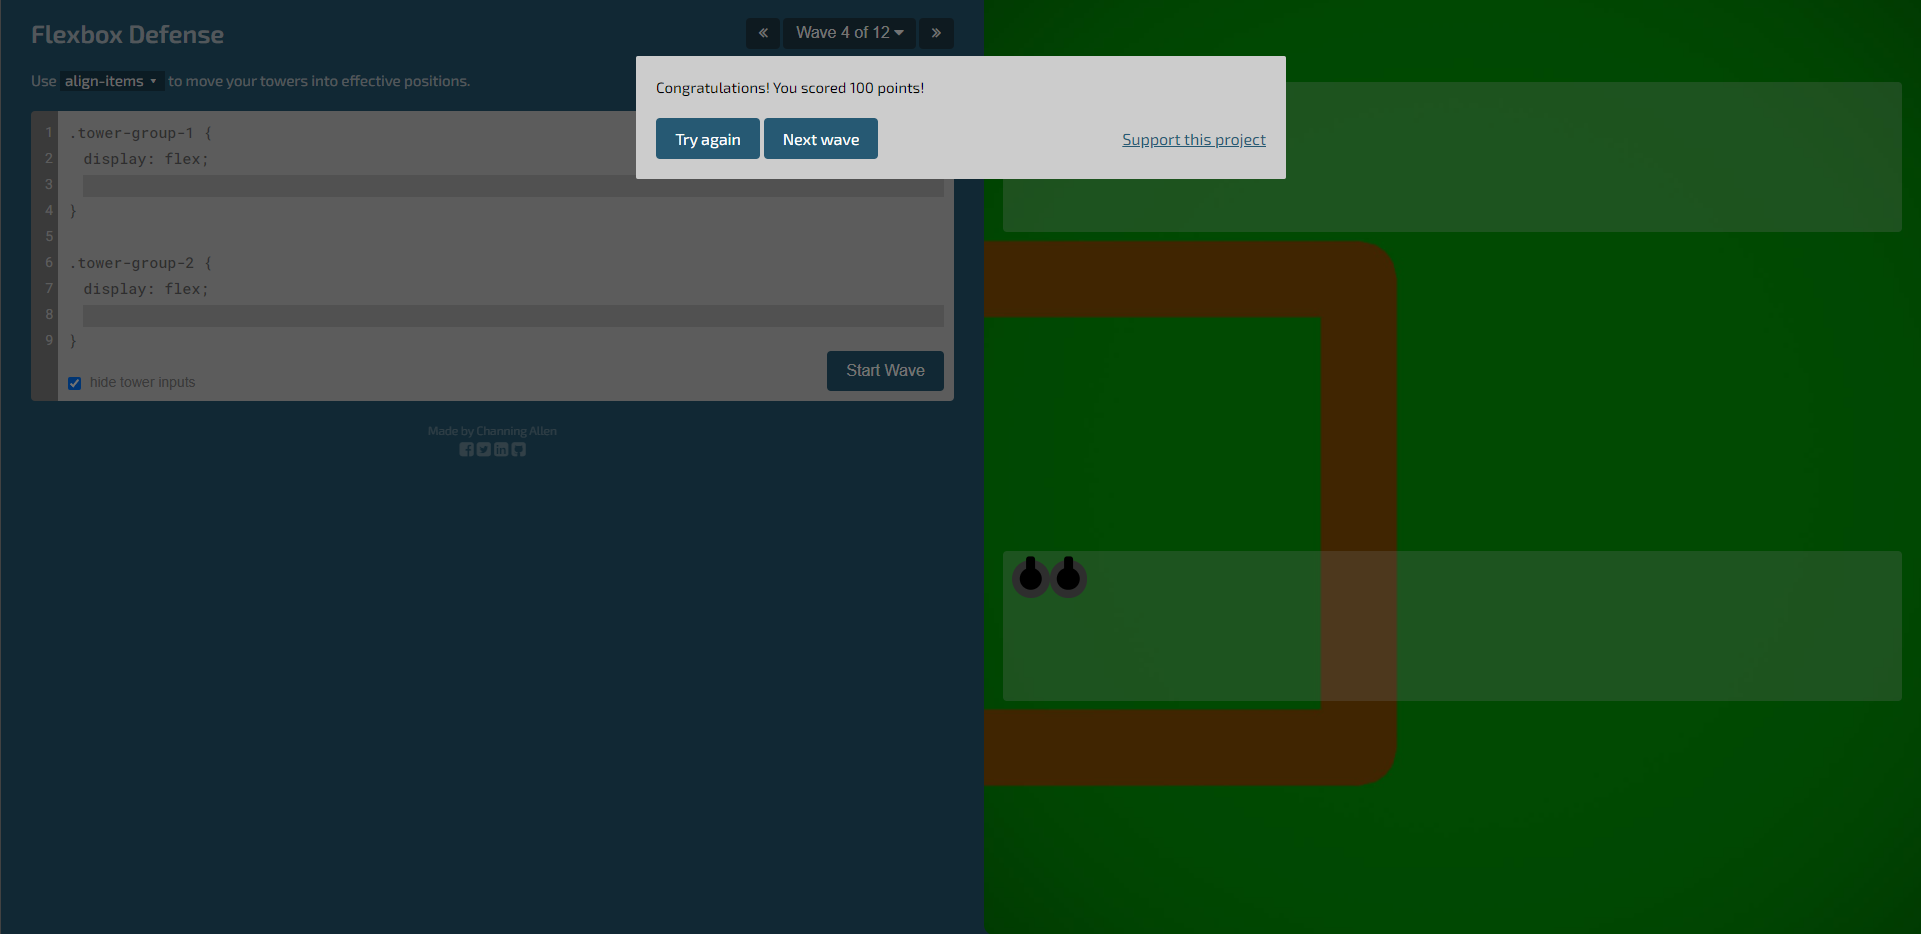 Flexbox Defense
« Wave 4 of 12 »
Use align-items to move your towers into effective positions.
Congratulations! You scored 100 points!
Try again Next wave Support this project
1 .tower-group-1 {
2 display: flex;
3
4 }
5
6 .tower-group-2 {
7 display: flex;
8
9 }
hide tower inputs
Start Wave
Made by Channing Allen